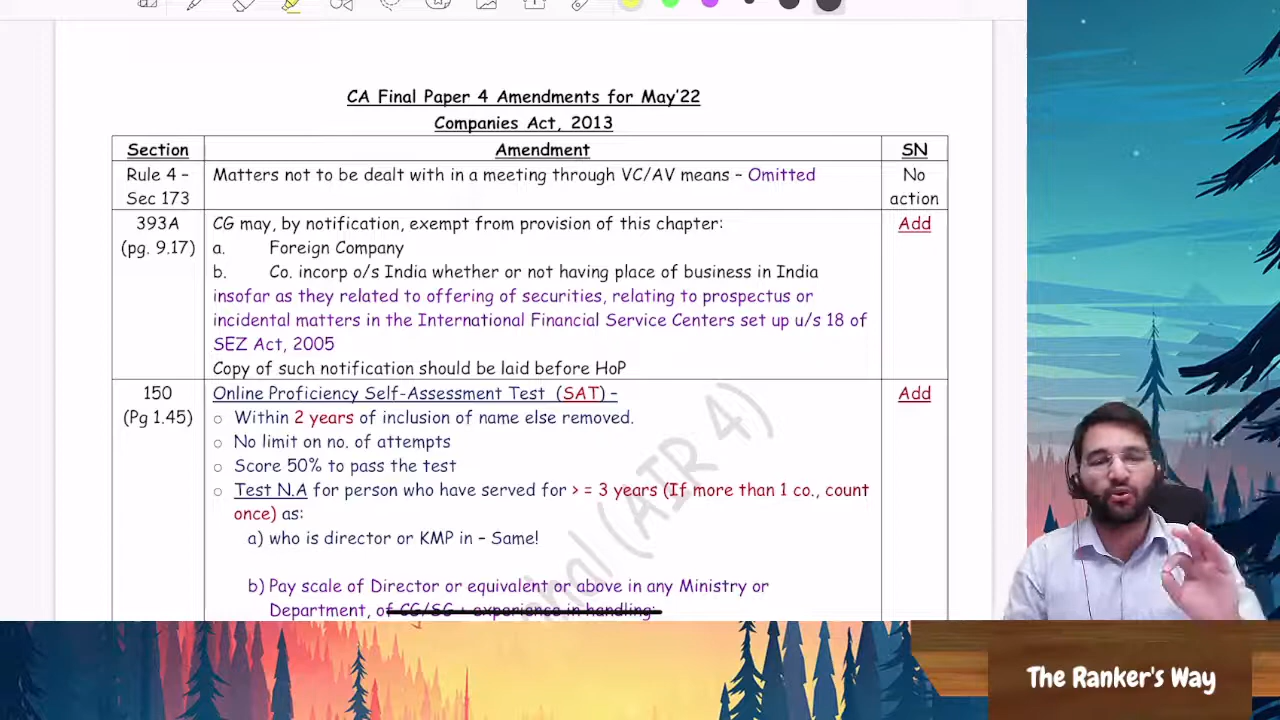 CA Final Paper 4 Amendments for May'22
Companies Act, 2013
Section Amendment SN
Rule 4 – Matters not to be dealt with in a meeting through VC/AV means – Omitted No
Sec 173 action
393A CG may, by notification, exempt from provision of this chapter: Add
(pg. 9.17) a. Foreign Company
b. Co. incorp o/s India whether or not having place of business in India
insofar as they related to offering of securities, relating to prospectus or
incidental matters in the International Financial Service Centers set up u/s 18 of
SEZ Act, 2005
Copy of such notification should be laid before HoP
150 Online Proficiency Self-Assessment Test (SAT) – Add
(Pg 1.45) o Within 2 years of inclusion of name else removed.
o No limit on no. of attempts
o Score 50% to pass the test
o Test N.A for person who have served for > = 3 years (If more than 1 co., count
once) as:
a) who is director or KMP in – Same!
b) Pay scale of Director or equivalent or above in any Ministry or
Department, of CG/SG + experience in handling:
(AIR 4)
The Ranker's Way